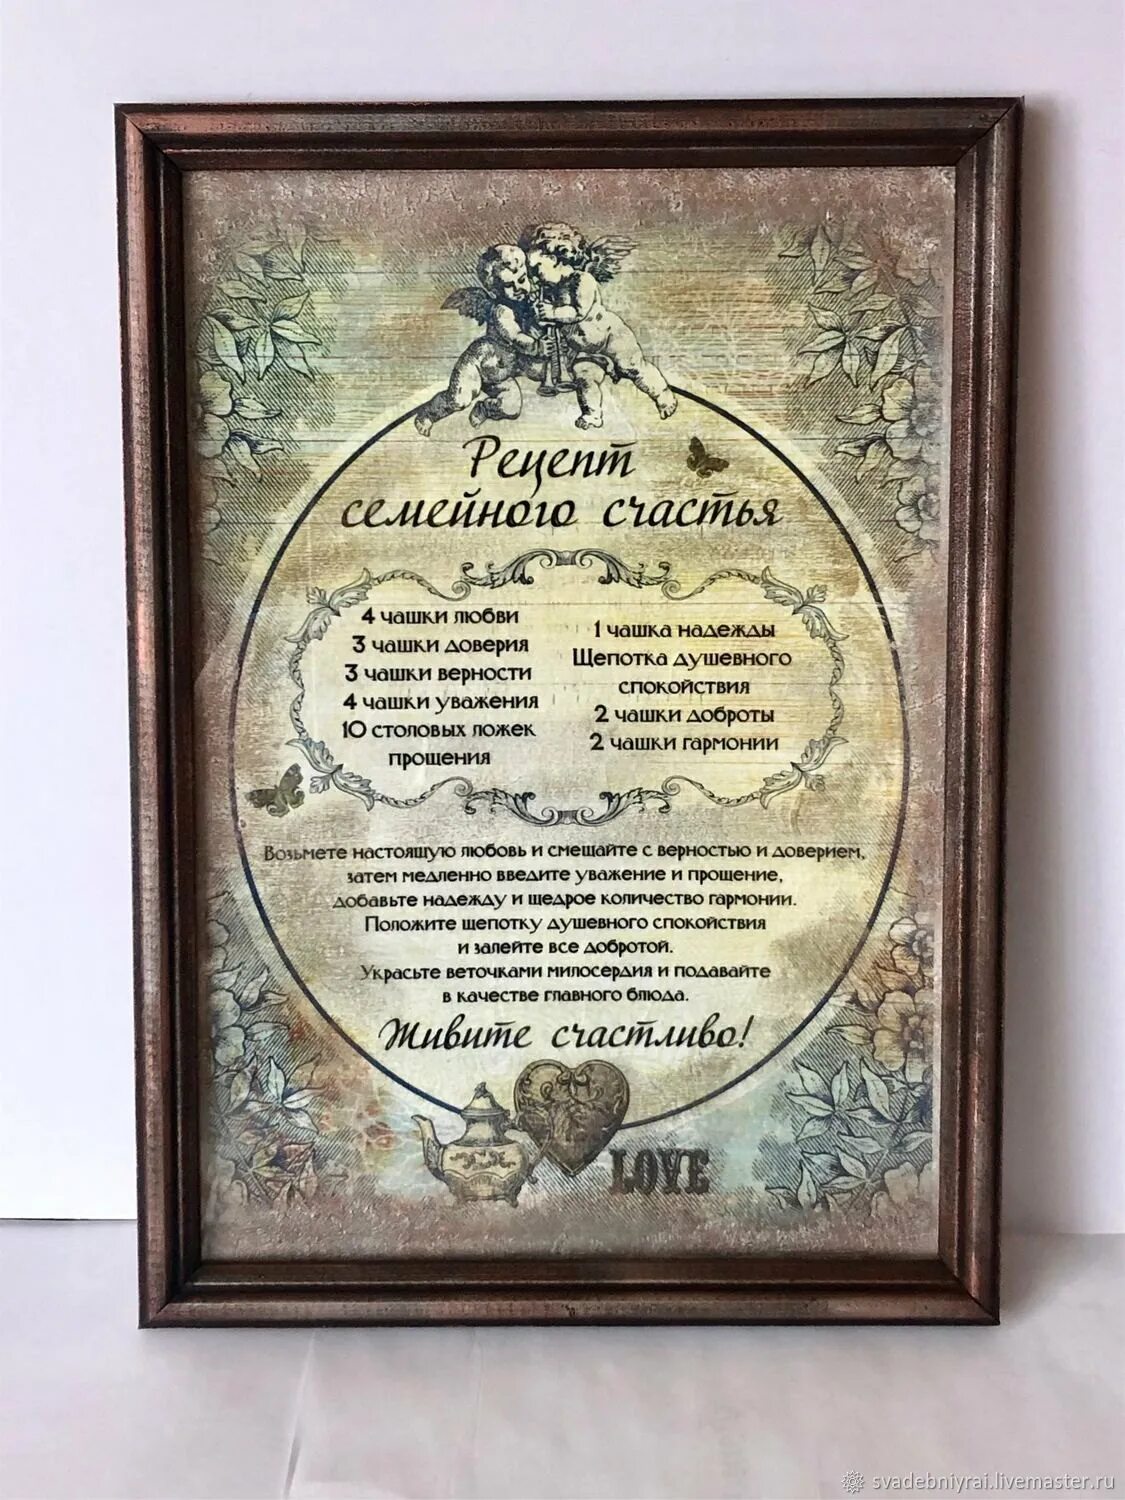 Рецепт
семейного счастья
4 чашки любви
3 чашки доверия
3 чашки верности
4 чашки уважения
10 столовых ложек
прощения
1 чашка надежды
Щепотка душевного
спокойствия
2 чашки доброты
2 чашки гармонии
Возьмете настоящую любовь и смешайте с верностью и доверием,
затем медленно введите уважение и прощение,
добавьте надежду и щедрое количество гармонии.
Положите щепотку душевного спокойствия
и залейте все добротой.
Украсьте веточками милосердия и подавайте
в качестве главного блюда.
Живите счастливо!
LOVE
svadebniyrai.livemaster.ru